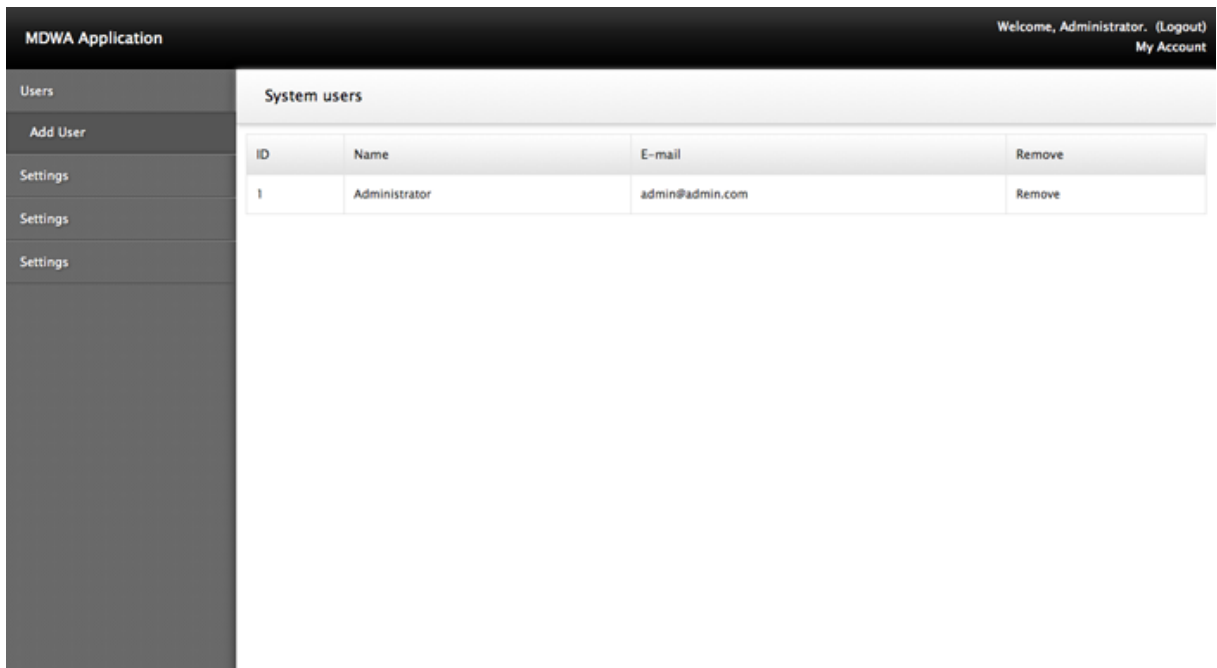 MDWA Application
Welcome, Administrator. (Logout)
My Account
Users
Add User
Settings
Settings
Settings
System users
ID Name E-mail Remove
1 Administrator admin@admin.com Remove